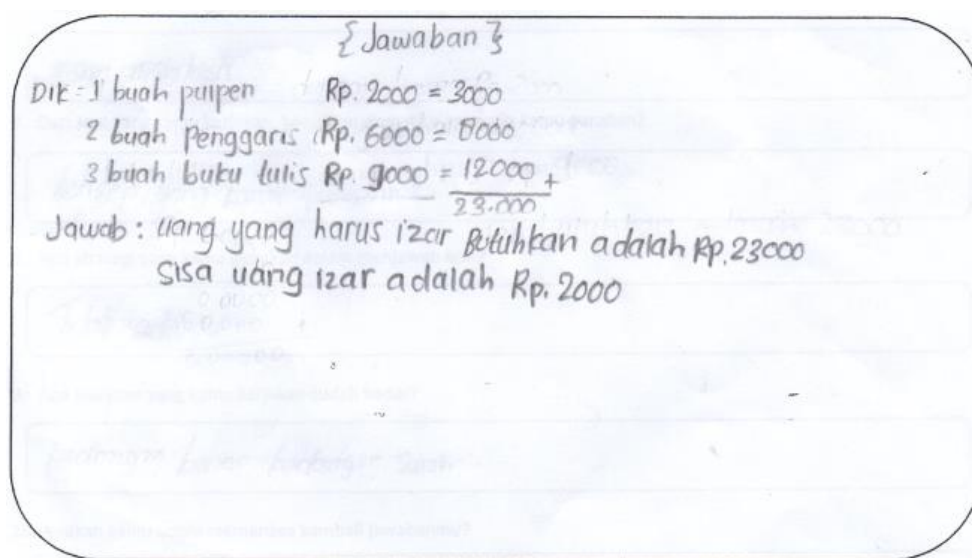 { Jawaban }
Dik - 1 buah pulpen Rp. 2000 = 3000
2 buah penggaris Rp. 6000 = 8000
3 buah buku tulis Rp. 9000 = 12000 +
23.000
Jawab : uang yang harus izar butuhkan adalah Rp. 23000
Sisa uang izar adalah Rp. 2000